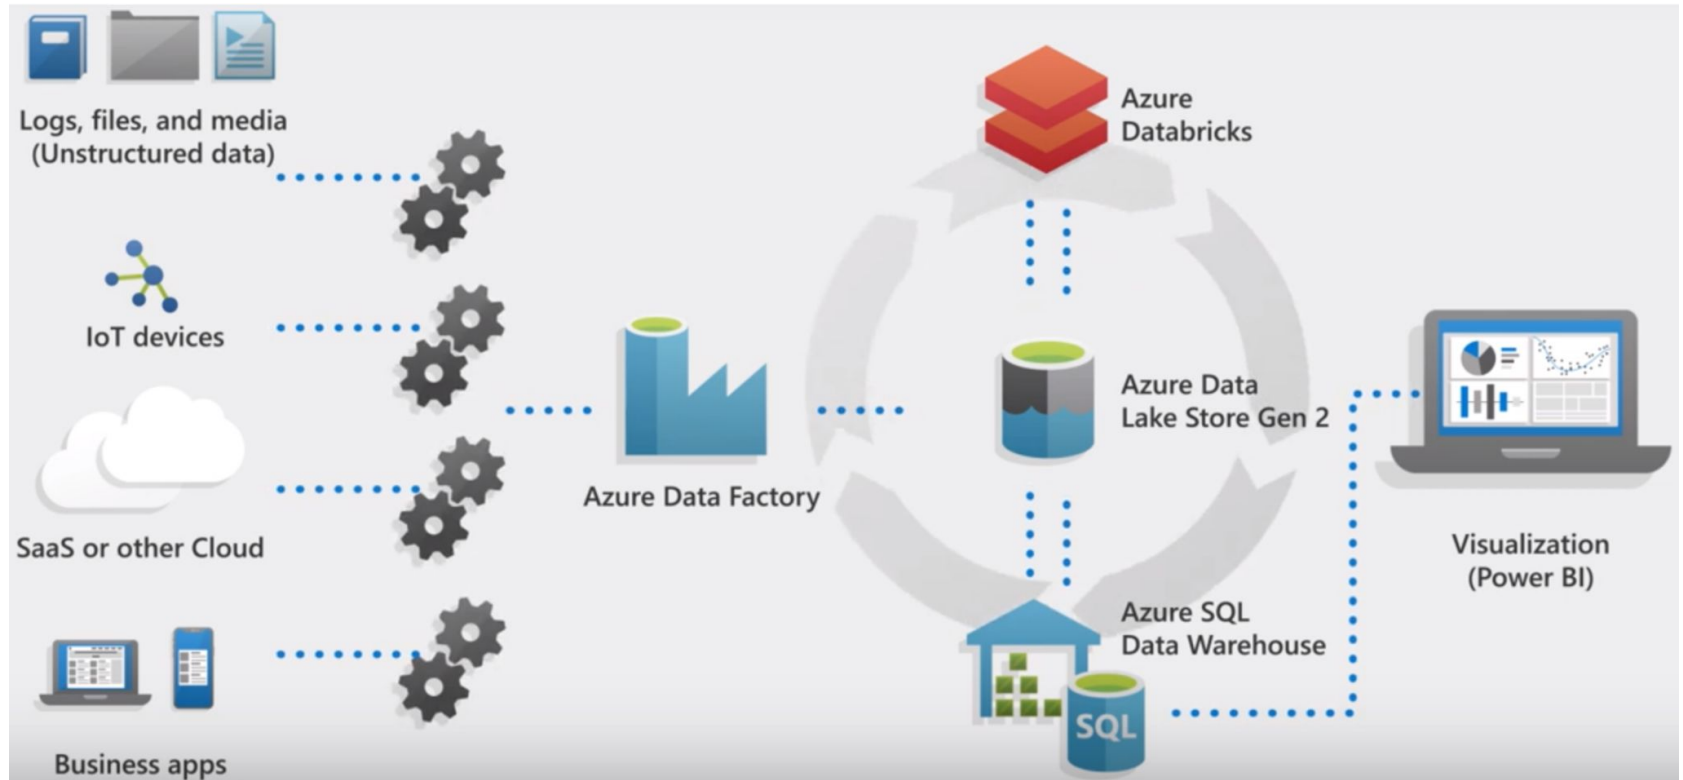 Logs, files, and media
(Unstructured data)
IoT devices
SaaS or other Cloud
Business apps
Azure Data Factory
Azure
Databricks
Azure Data
Lake Store Gen 2
Azure SQL
Data Warehouse
SQL
Visualization
(Power BI)